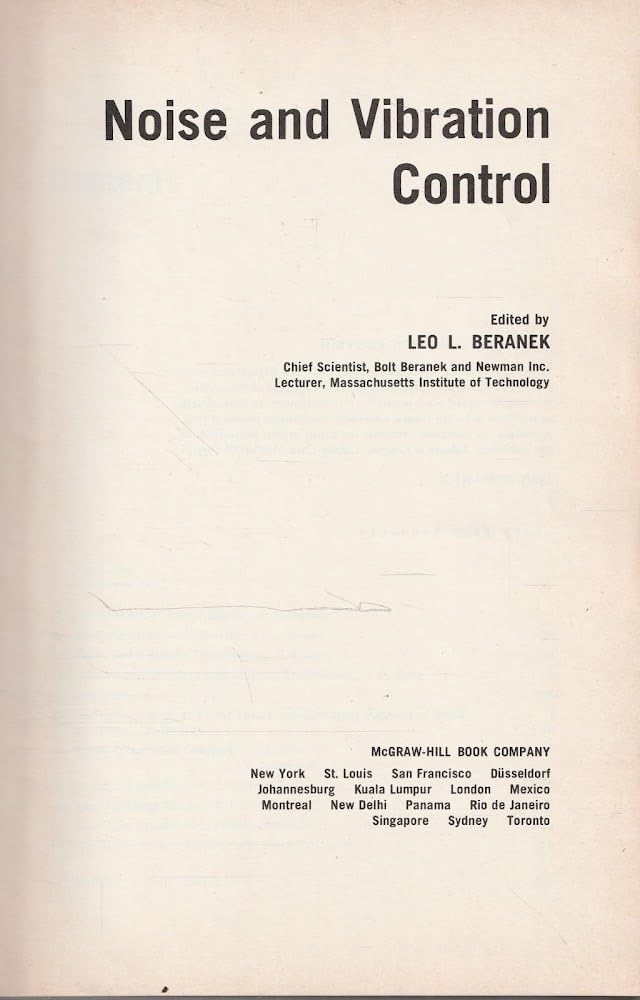 Noise and Vibration
Control
Edited by
LEO L. BERANEK
Chief Scientist, Bolt Beranek and Newman Inc.
Lecturer, Massachusetts Institute of Technology
McGRAW-HILL BOOK COMPANY
New York St. Louis San Francisco Düsseldorf
Johannesburg Kuala Lumpur London Mexico
Montreal New Delhi Panama Rio de Janeiro
Singapore Sydney Toronto